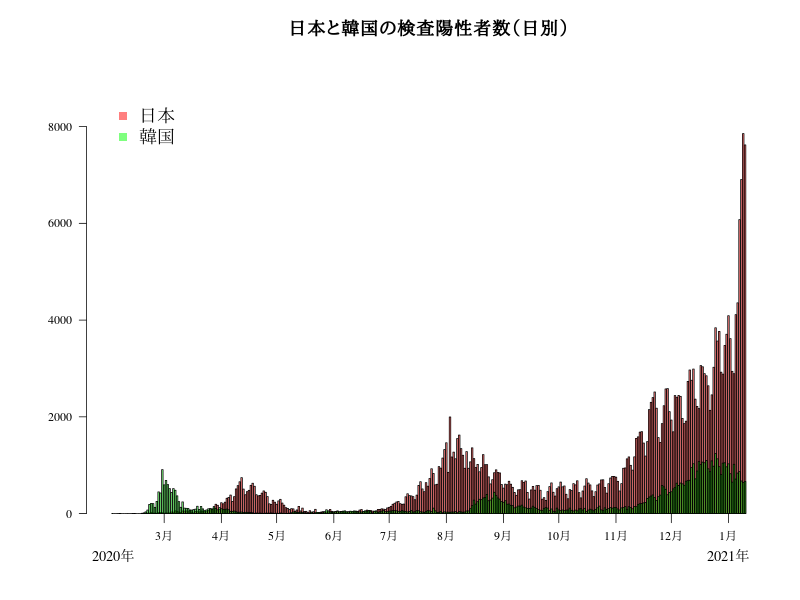 日本と韓国の検査陽性者数（日別）
日本
韓国
8000
6000
4000
2000
0
3月 4月 5月 6月 7月 8月 9月 10月 11月 12月 1月
2020年 2021年